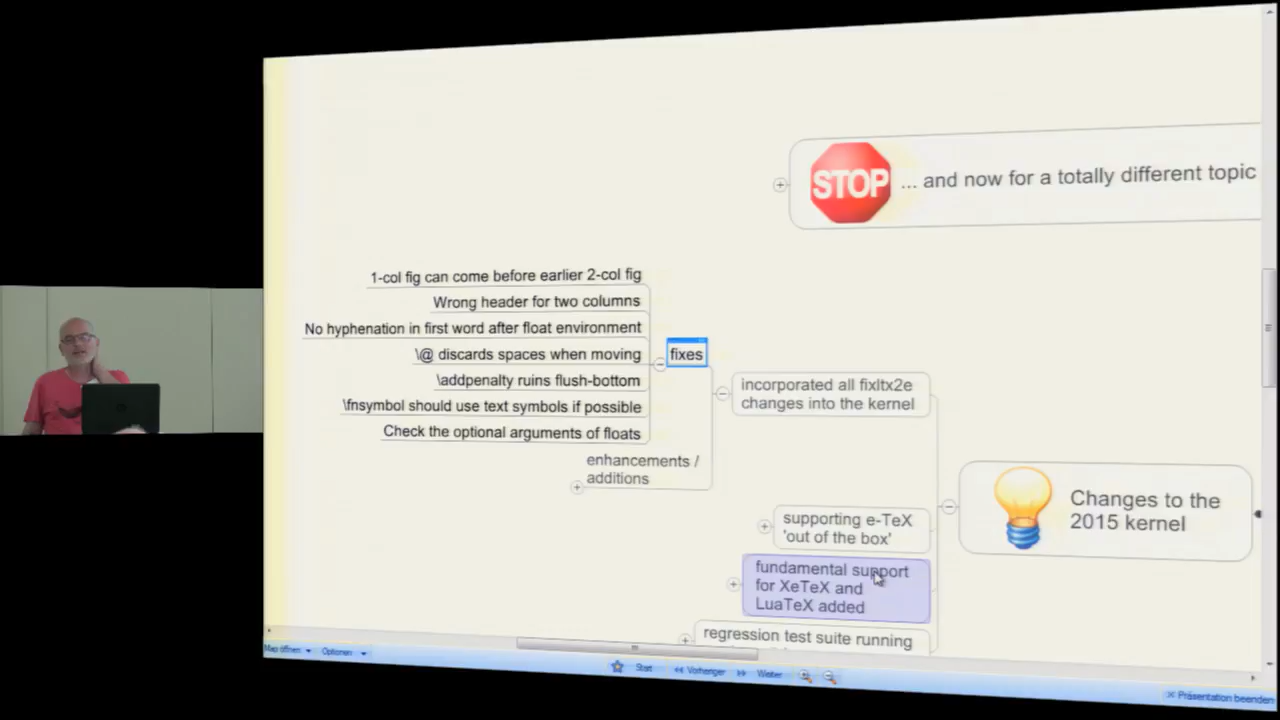 STOP
... and now for a totally different topic
1-col fig can come before earlier 2-col fig
Wrong header for two columns
No hyphenation in first word after float environment
\@ discards spaces when moving
\addpenalty ruins flush-bottom
\fnsymbol should use text symbols if possible
Check the optional arguments of floats
fixes
enhancements /
additions
incorporated all fixltx2e
changes into the kernel
supporting e-TeX
'out of the box'
fundamental support
for XeTeX and
LuaTeX added
regression test suite running
Changes to the
2015 kernel
Map öffnen
Optionen
Start
Vorheriger
Weiter
Präsentation beenden